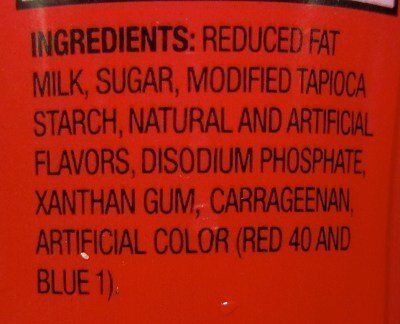 INGREDIENTS: REDUCED FAT
MILK, SUGAR, MODIFIED TAPIOCA
STARCH, NATURAL AND ARTIFICIAL
FLAVORS, DISODIUM PHOSPHATE,
XANTHAN GUM, CARRAGEENAN,
ARTIFICIAL COLOR (RED 40 AND
BLUE 1).